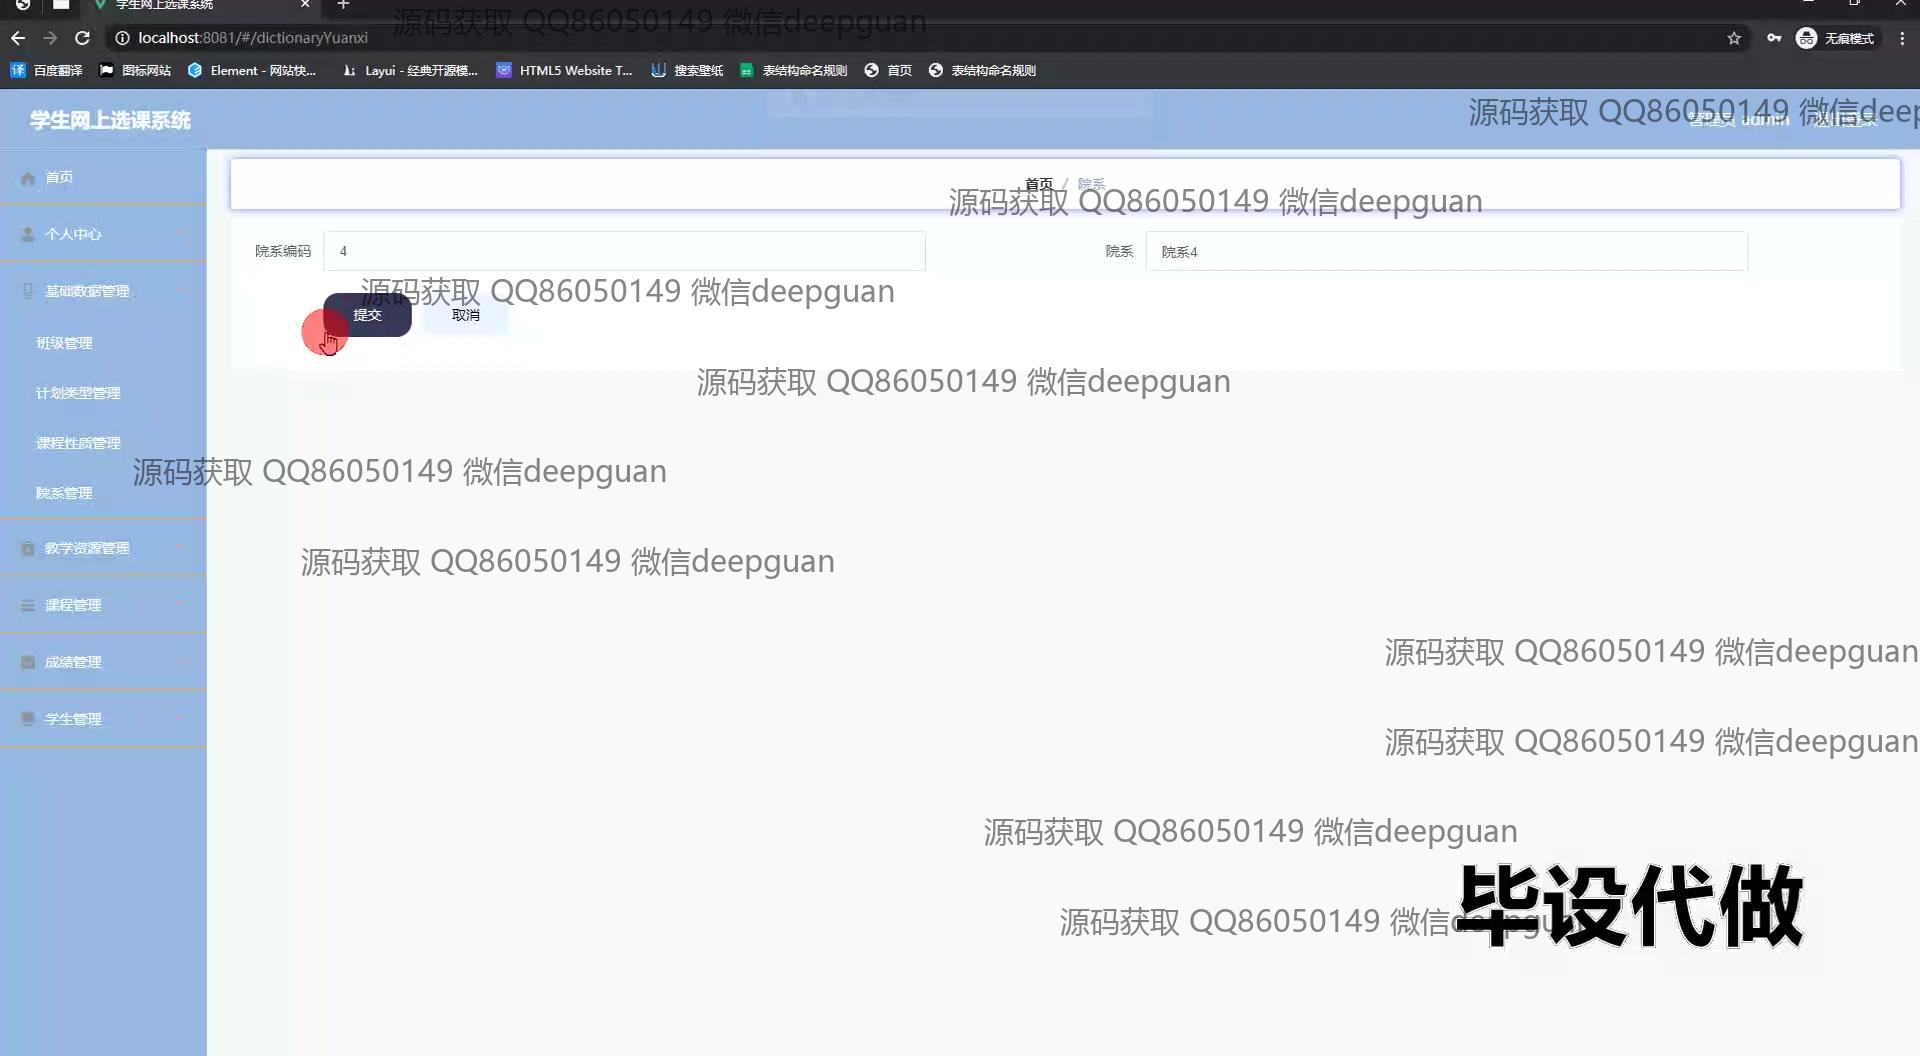 学生网上选课系统
源码获取 QQ86050149 微信deepguan
localhost:8081/#/dictionaryYuanxi
无痕模式
百度翻译
图标网站
Element - 网站快...
Layui - 经典开源模...
HTML5 Website T...
搜索壁纸
表结构命名规则
首页
表结构命名规则
学生网上选课系统
源码获取 QQ86050149 微信deep
管理员 admin
首页
首页 / 院系
源码获取 QQ86050149 微信deepguan
个人中心
院系编码
4
院系
院系4
基础数据管理
源码获取 QQ86050149 微信deepguan
提交
取消
班级管理
计划类型管理
源码获取 QQ86050149 微信deepguan
课程性质管理
院系管理
源码获取 QQ86050149 微信deepguan
教学资源管理
源码获取 QQ86050149 微信deepguan
课程管理
成绩管理
源码获取 QQ86050149 微信deepguan
学生管理
源码获取 QQ86050149 微信deepguan
源码获取 QQ86050149 微信deepguan
源码获取 QQ86050149 微信deepgu
毕设代做